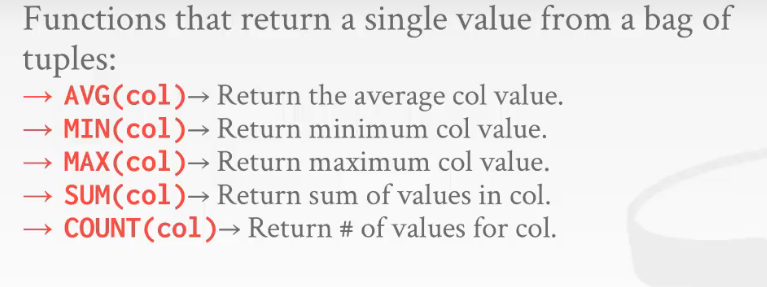 Functions that return a single value from a bag of
tuples:
→ AVG(col)→ Return the average col value.
→ MIN(col)→ Return minimum col value.
→ MAX(col)→ Return maximum col value.
→ SUM(col)→ Return sum of values in col.
→ COUNT(col)→ Return # of values for col.